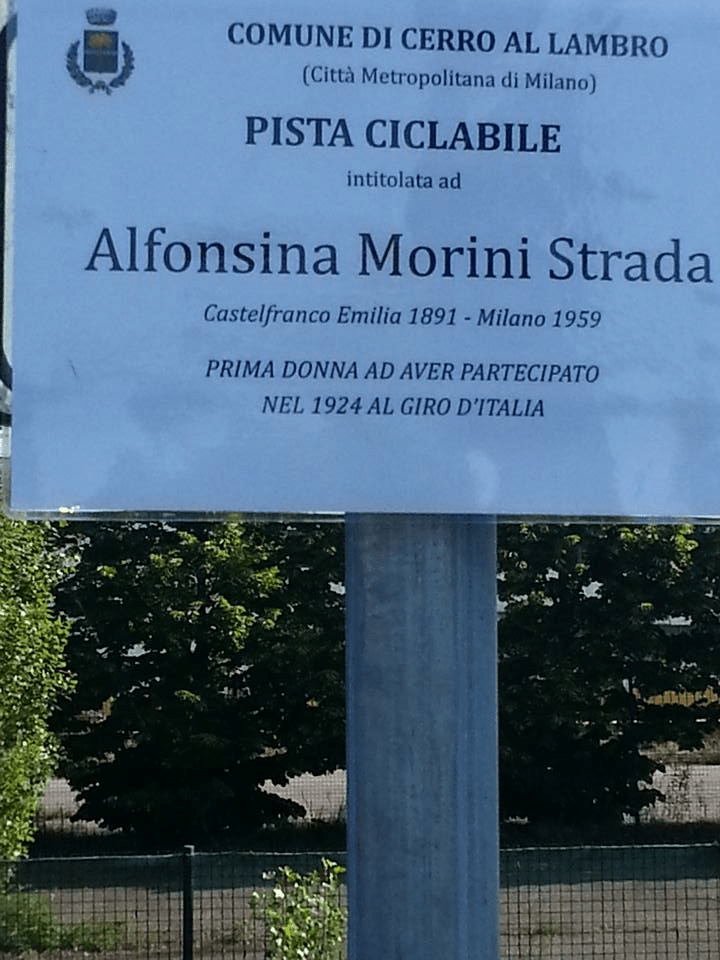 COMUNE DI CERRO AL LAMBRO
(Città Metropolitana di Milano)
PISTA CICLABILE
intitolata ad
Alfonsina Morini Strada
Castelfranco Emilia 1891 - Milano 1959
PRIMA DONNA AD AVER PARTECIPATO
NEL 1924 AL GIRO D'ITALIA